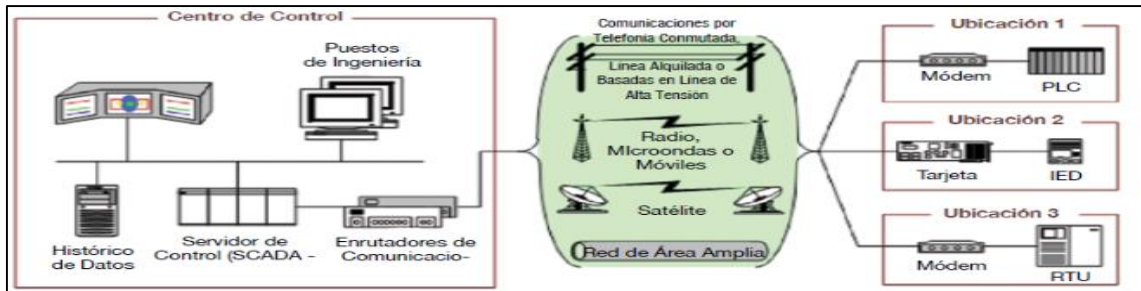 Centro de Control
Puestos
de Ingeniería
Histórico
de Datos
Servidor de
Control (SCADA -
Enrutadores de
Comunicacio-
Comunicaciones por
Telefonía Conmutada,
Línea Alquilada o
Basadas en Línea de
Alta Tensión
Radio,
MIcroondas o
Móviles
Satélite
Red de Área Amplia
Ubicación 1
Módem
PLC
Ubicación 2
Tarjeta
IED
Ubicación 3
Módem
RTU